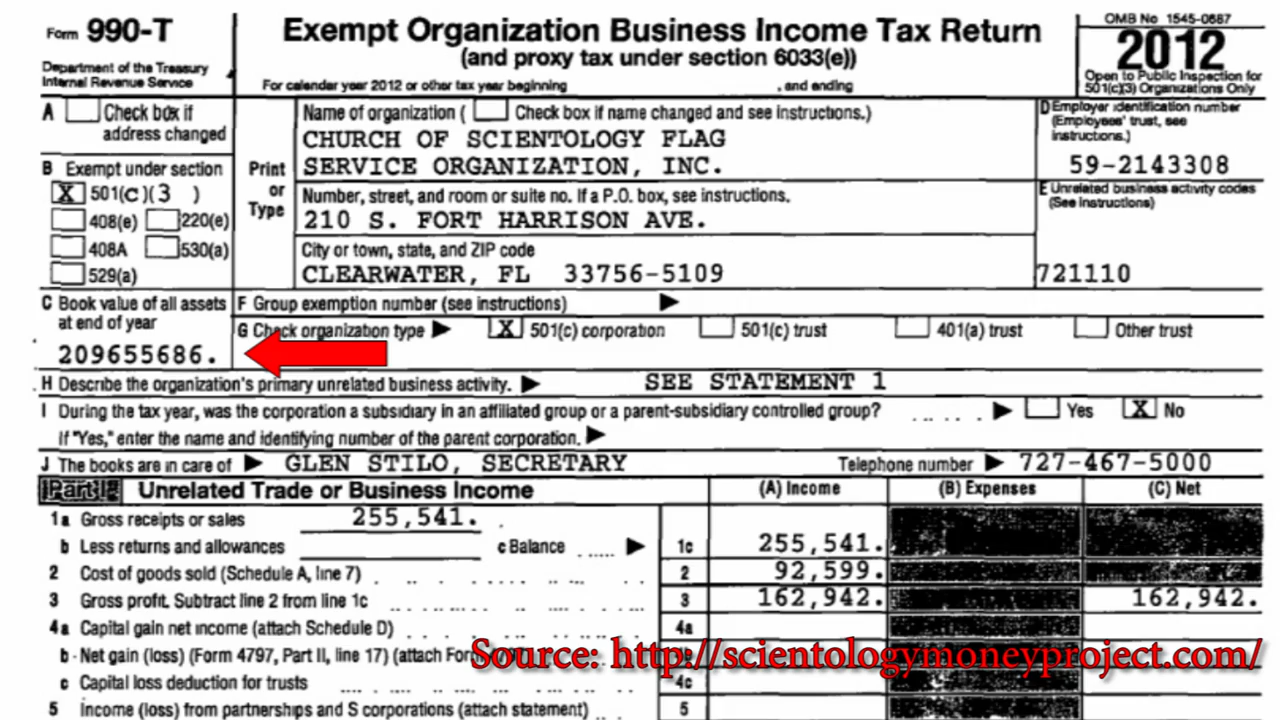 Form 990-T
Department of the Treasury
Internal Revenue Service
Exempt Organization Business Income Tax Return
(and proxy tax under section 6033(e))
For calendar year 2012 or other tax year beginning , and ending
OMB No 1545-0687
2012
Open to Public Inspection for
501(c)(3) Organizations Only
A Check box if
address changed
Name of organization ( Check box if name changed and see instructions.)
CHURCH OF SCIENTOLOGY FLAG
SERVICE ORGANIZATION, INC.
D Employer identification number
(Employees' trust, see
instructions.)
59-2143308
B Exempt under section
X 501(c)(3 )
408(e) 220(e)
408A 530(a)
529(a)
Print
or
Type
Number, street, and room or suite no. If a P.O. box, see instructions.
210 S. FORT HARRISON AVE.
City or town, state, and ZIP code
CLEARWATER, FL 33756-5109
E Unrelated business activity codes
(See instructions)
721110
C Book value of all assets
at end of year
209655686.
F Group exemption number (see instructions) ►
G Check organization type ► X 501(c) corporation 501(c) trust 401(a) trust Other trust
H Describe the organization's primary unrelated business activity. ► SEE STATEMENT 1
I During the tax year, was the corporation a subsidiary in an affiliated group or a parent-subsidiary controlled group? ► Yes X No
If "Yes," enter the name and identifying number of the parent corporation. ►
J The books are in care of ► GLEN STILO, SECRETARY Telephone number ► 727-467-5000
Part I Unrelated Trade or Business Income (A) Income (B) Expenses (C) Net
1a Gross receipts or sales 255,541.
b Less returns and allowances c Balance ► 1c 255,541.
2 Cost of goods sold (Schedule A, line 7) 2 92,599.
3 Gross profit. Subtract line 2 from line 1c 3 162,942. 162,942.
4a Capital gain net income (attach Schedule D) 4a
b Net gain (loss) (Form 4797, Part II, line 17) (attach
Source: http://scientologymoneyproject.com/
c Capital loss deduction for trusts 4c
5 Income (loss) from partnerships and S corporations (attach statement) 5